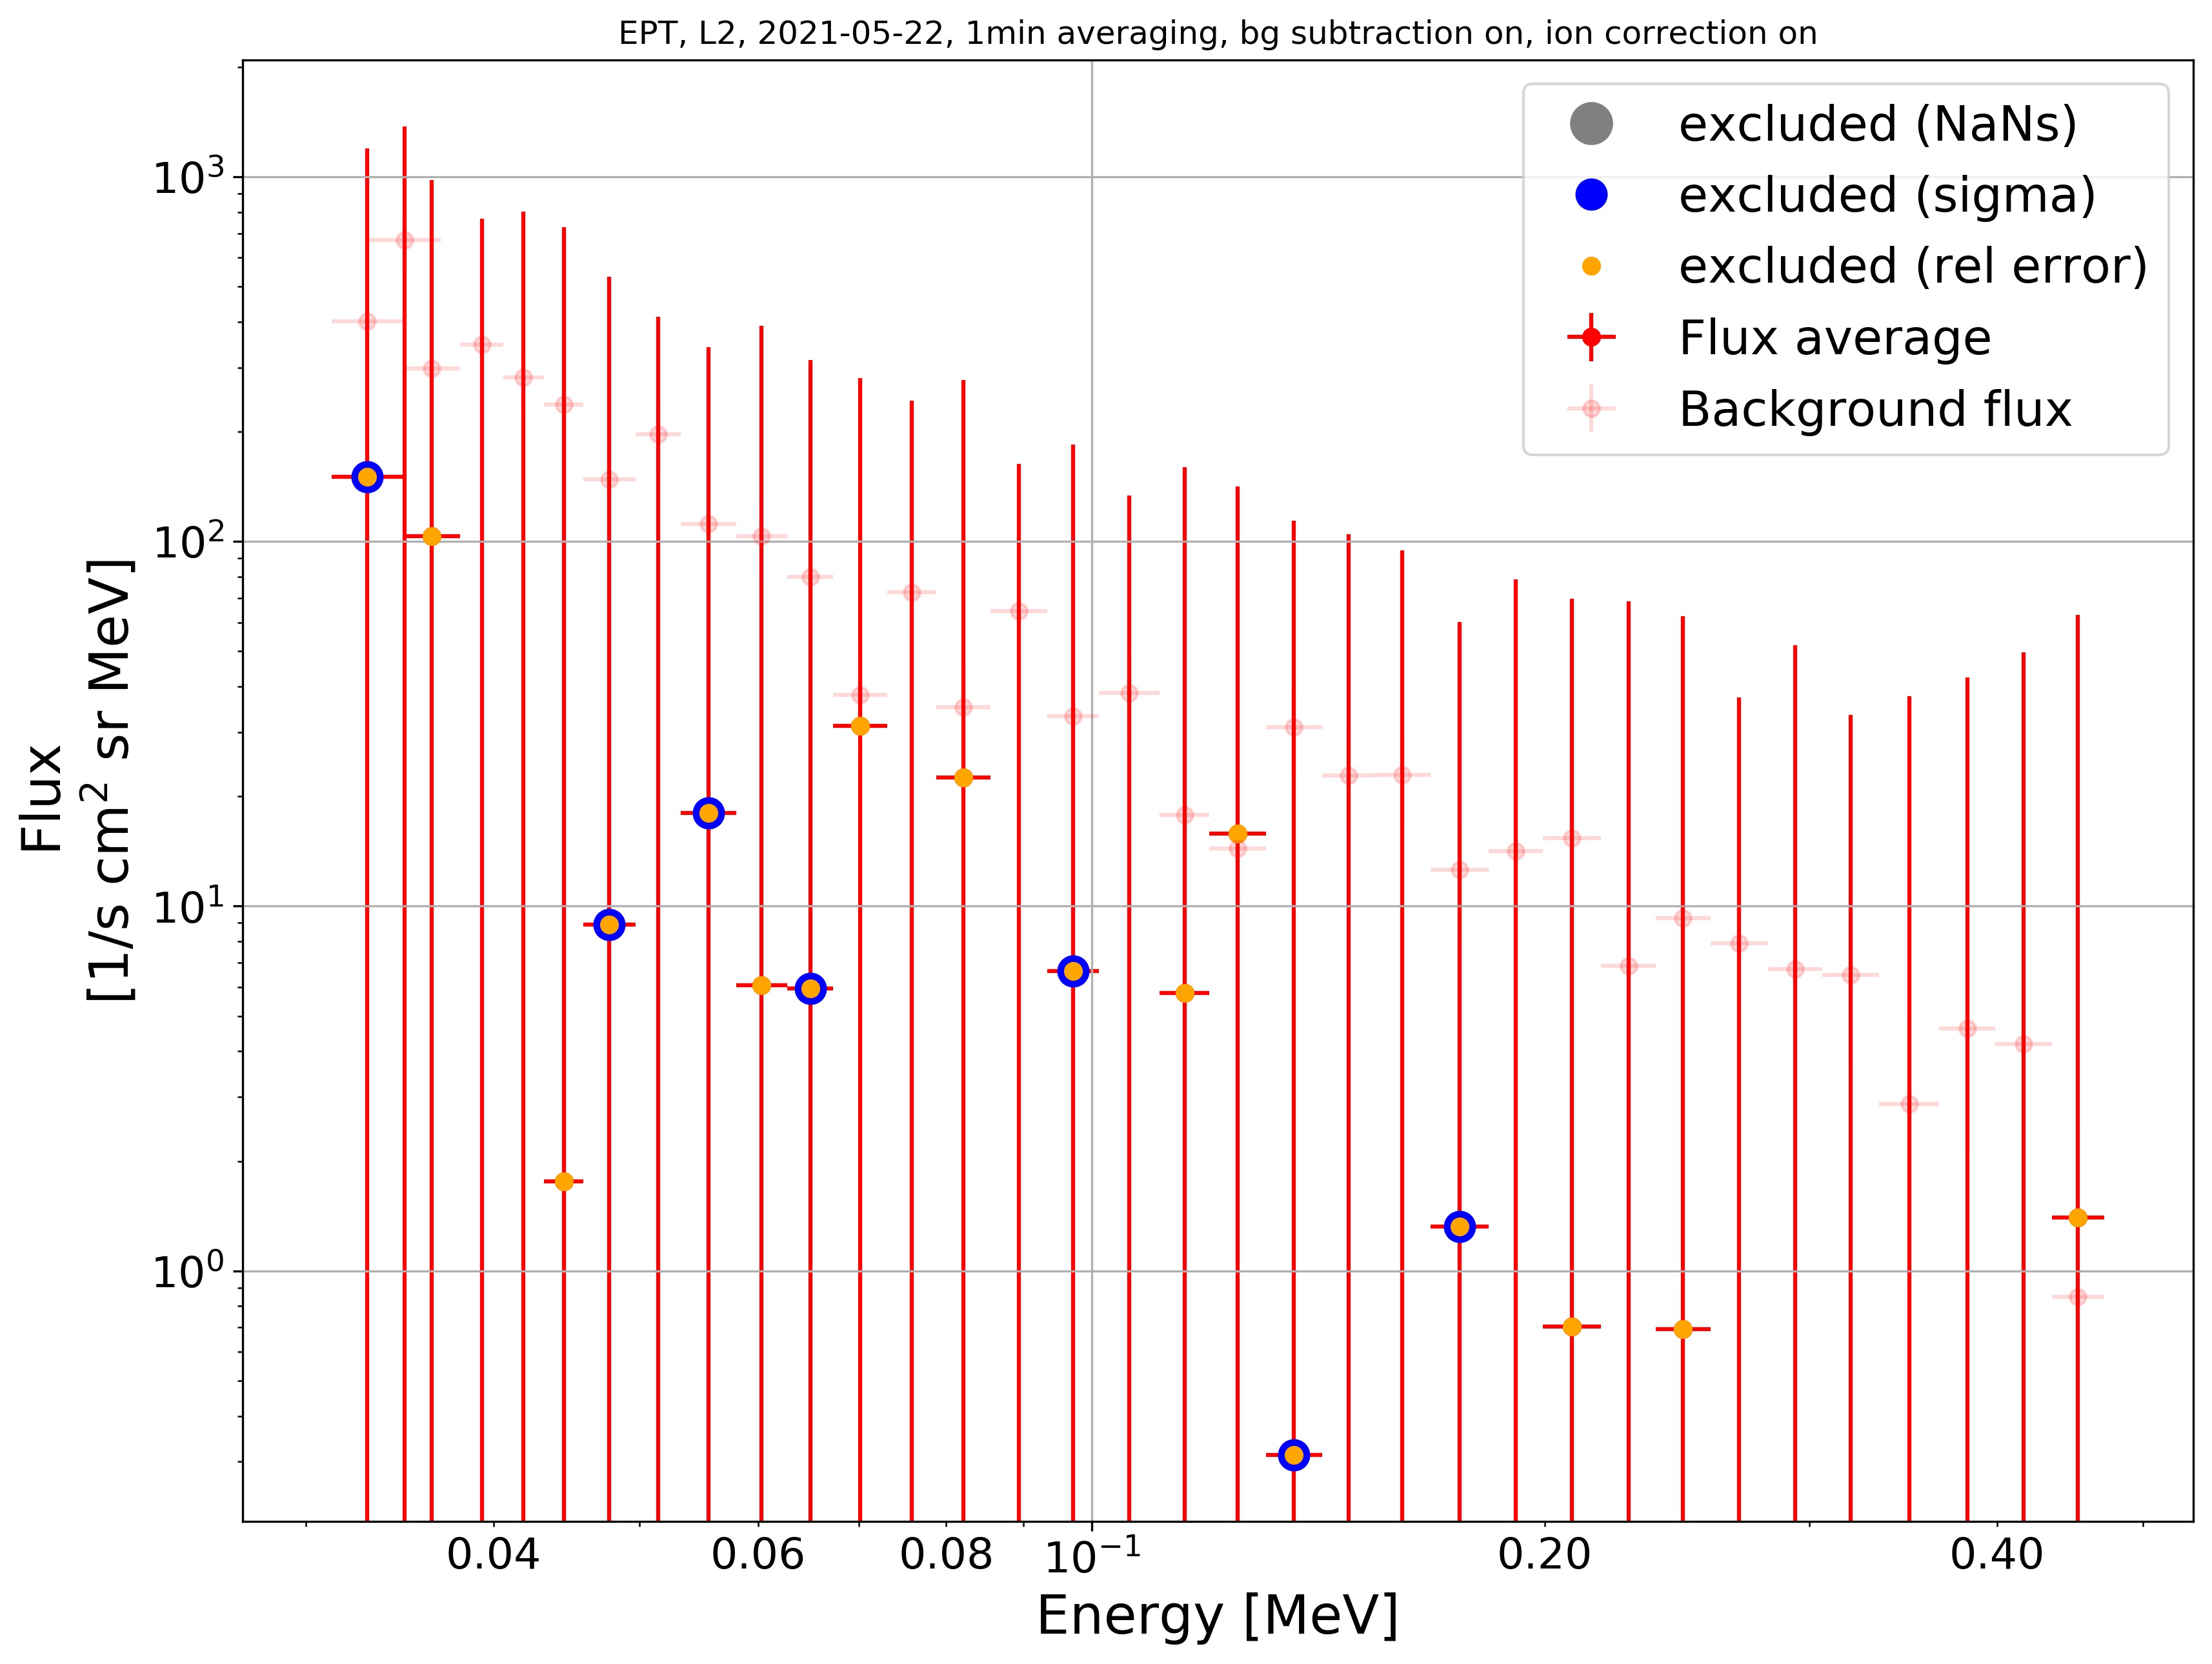 EPT, L2, 2021-05-22, 1min averaging, bg subtraction on, ion correction on
excluded (NaNs)
excluded (sigma)
excluded (rel error)
Flux average
Background flux
Flux
[1/s cm² sr MeV]
10³
10²
10¹
10⁰
0.04
0.06
0.08
10⁻¹
0.20
0.40
Energy [MeV]